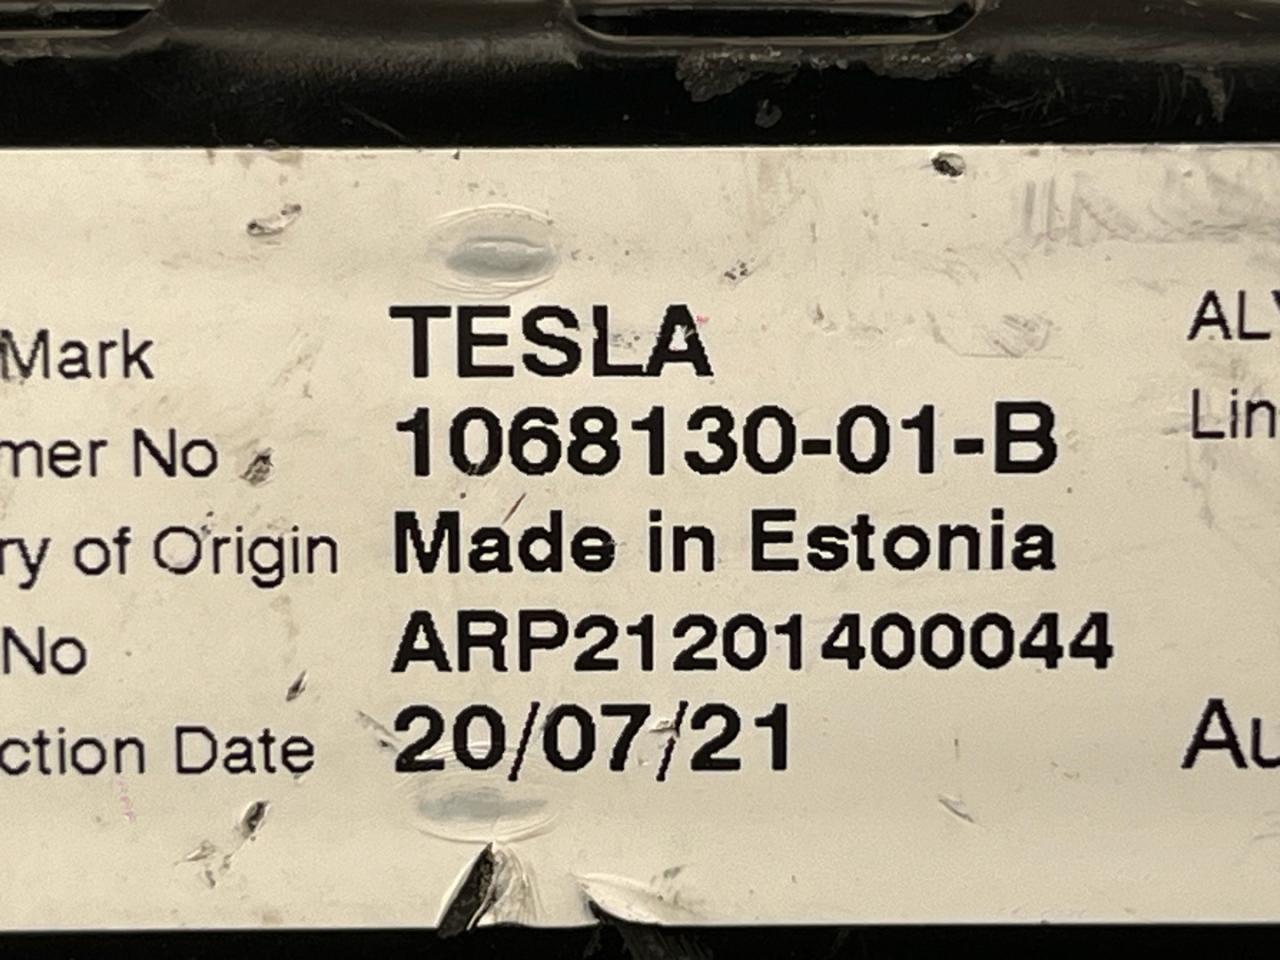 Mark TESLA
mer No 1068130-01-B
ry of Origin Made in Estonia
No ARP21201400044
ction Date 20/07/21
AL
Lin
Au